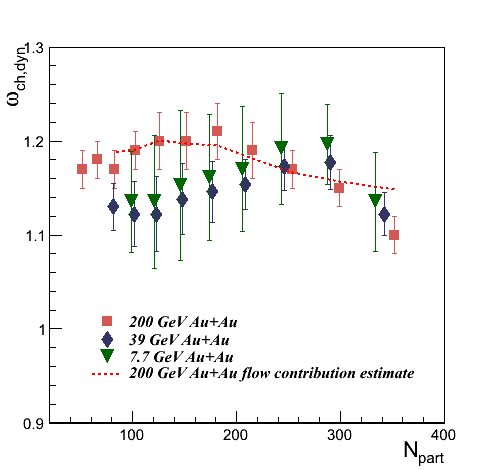 ω_ch,dyn
1.3
1.2
1.1
1
0.9
200 GeV Au+Au
39 GeV Au+Au
7.7 GeV Au+Au
200 GeV Au+Au flow contribution estimate
100 200 300 400
N_part